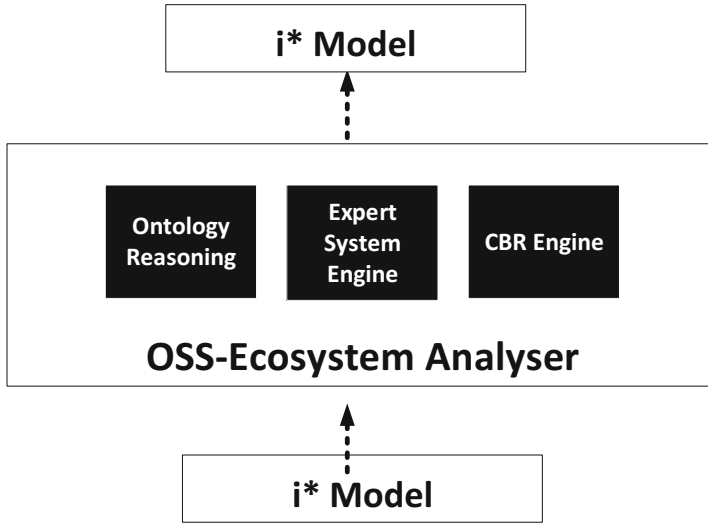 i* Model
Ontology
Reasoning
Expert
System
Engine
CBR Engine
OSS-Ecosystem Analyser
i* Model